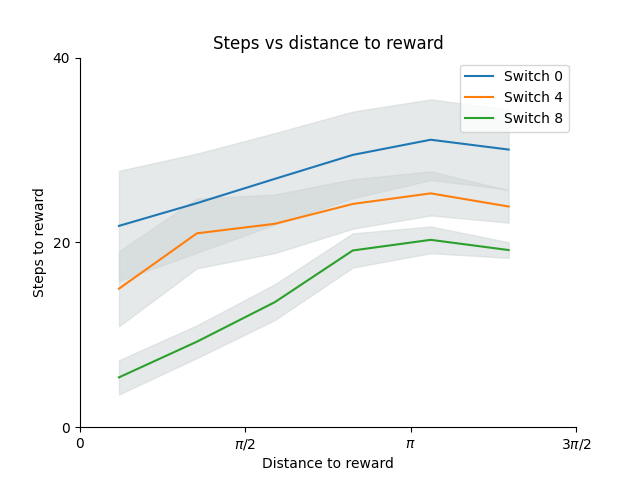 Steps vs distance to reward
Switch 0
Switch 4
Switch 8
40
20
0
Steps to reward
0
π/2
π
3π/2
Distance to reward